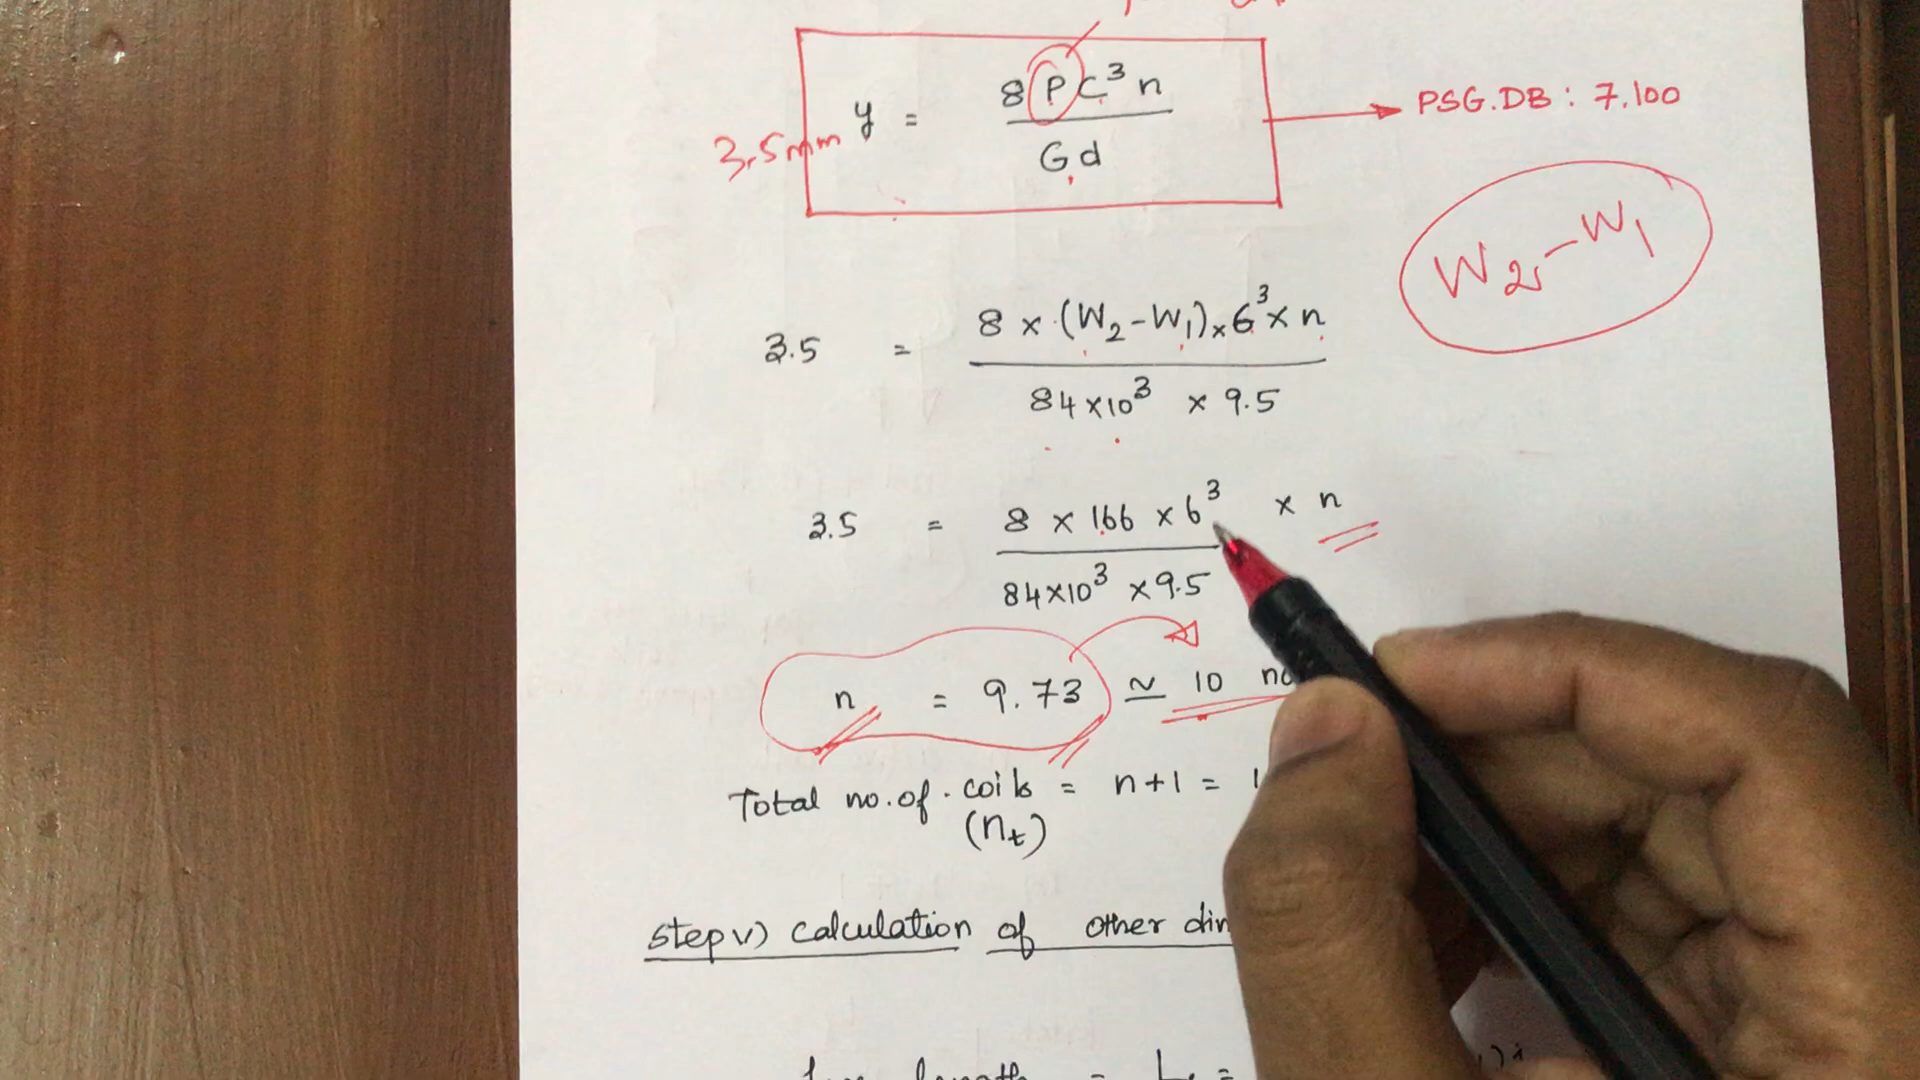 y = 8PC³n / Gd
3.5mm
PSG.DB : 7.100
W₂-W₁
3.5 = 8 × (W₂-W₁)×6³× n / 84×10³ × 9.5
3.5 = 8 × 166 × 6³ × n / 84×10³ ×9.5
n = 9.73 ≃ 10
Total no.of. coils = n+1 =
(nₜ)
step v) calculation of other
length =